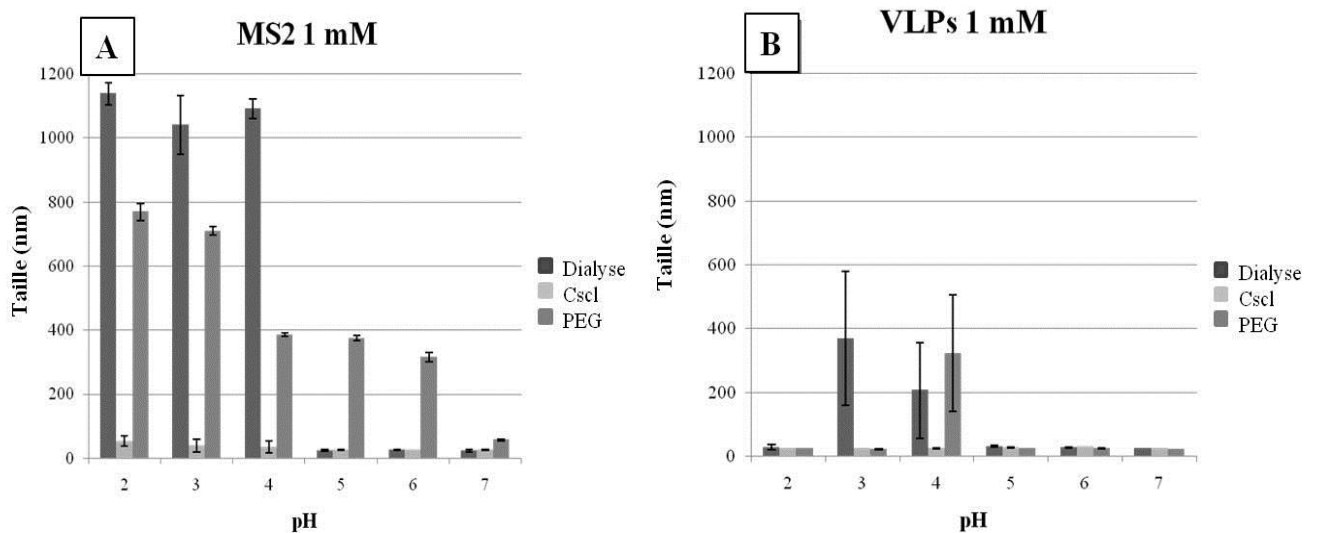 A
MS2 1 mM
Taille (nm)
1200
1000
800
600
400
200
0
2 3 4 5 6 7
pH
Dialyse
Cscl
PEG
B
VLPs 1 mM
Taille (nm)
1200
1000
800
600
400
200
0
2 3 4 5 6 7
pH
Dialyse
Cscl
PEG